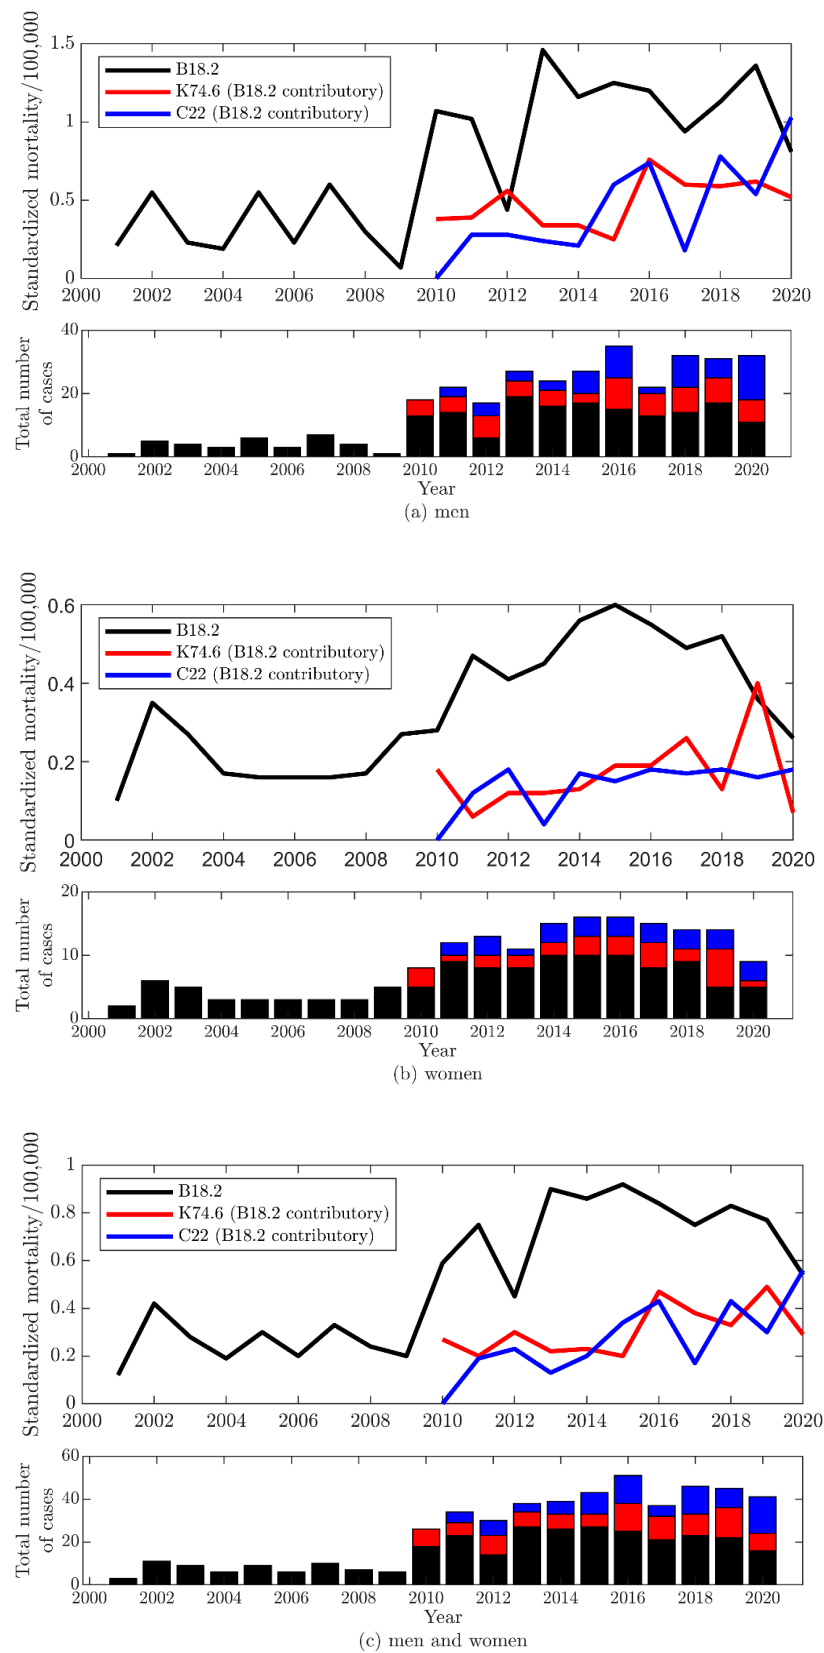 Standardized mortality/100,000
1.5
1
0.5
0
B18.2
K74.6 (B18.2 contributory)
C22 (B18.2 contributory)
2000 2002 2004 2006 2008 2010 2012 2014 2016 2018 2020
Total number
of cases
40
20
0
2000 2002 2004 2006 2008 2010 2012 2014 2016 2018 2020
Year
(a) men
Standardized mortality/100,000
0.6
0.4
0.2
0
B18.2
K74.6 (B18.2 contributory)
C22 (B18.2 contributory)
2000 2002 2004 2006 2008 2010 2012 2014 2016 2018 2020
Total number
of cases
20
10
0
2000 2002 2004 2006 2008 2010 2012 2014 2016 2018 2020
Year
(b) women
Standardized mortality/100,000
1
0.8
0.6
0.4
0.2
0
B18.2
K74.6 (B18.2 contributory)
C22 (B18.2 contributory)
2000 2002 2004 2006 2008 2010 2012 2014 2016 2018 2020
Total number
of cases
60
40
20
0
2000 2002 2004 2006 2008 2010 2012 2014 2016 2018 2020
Year
(c) men and women